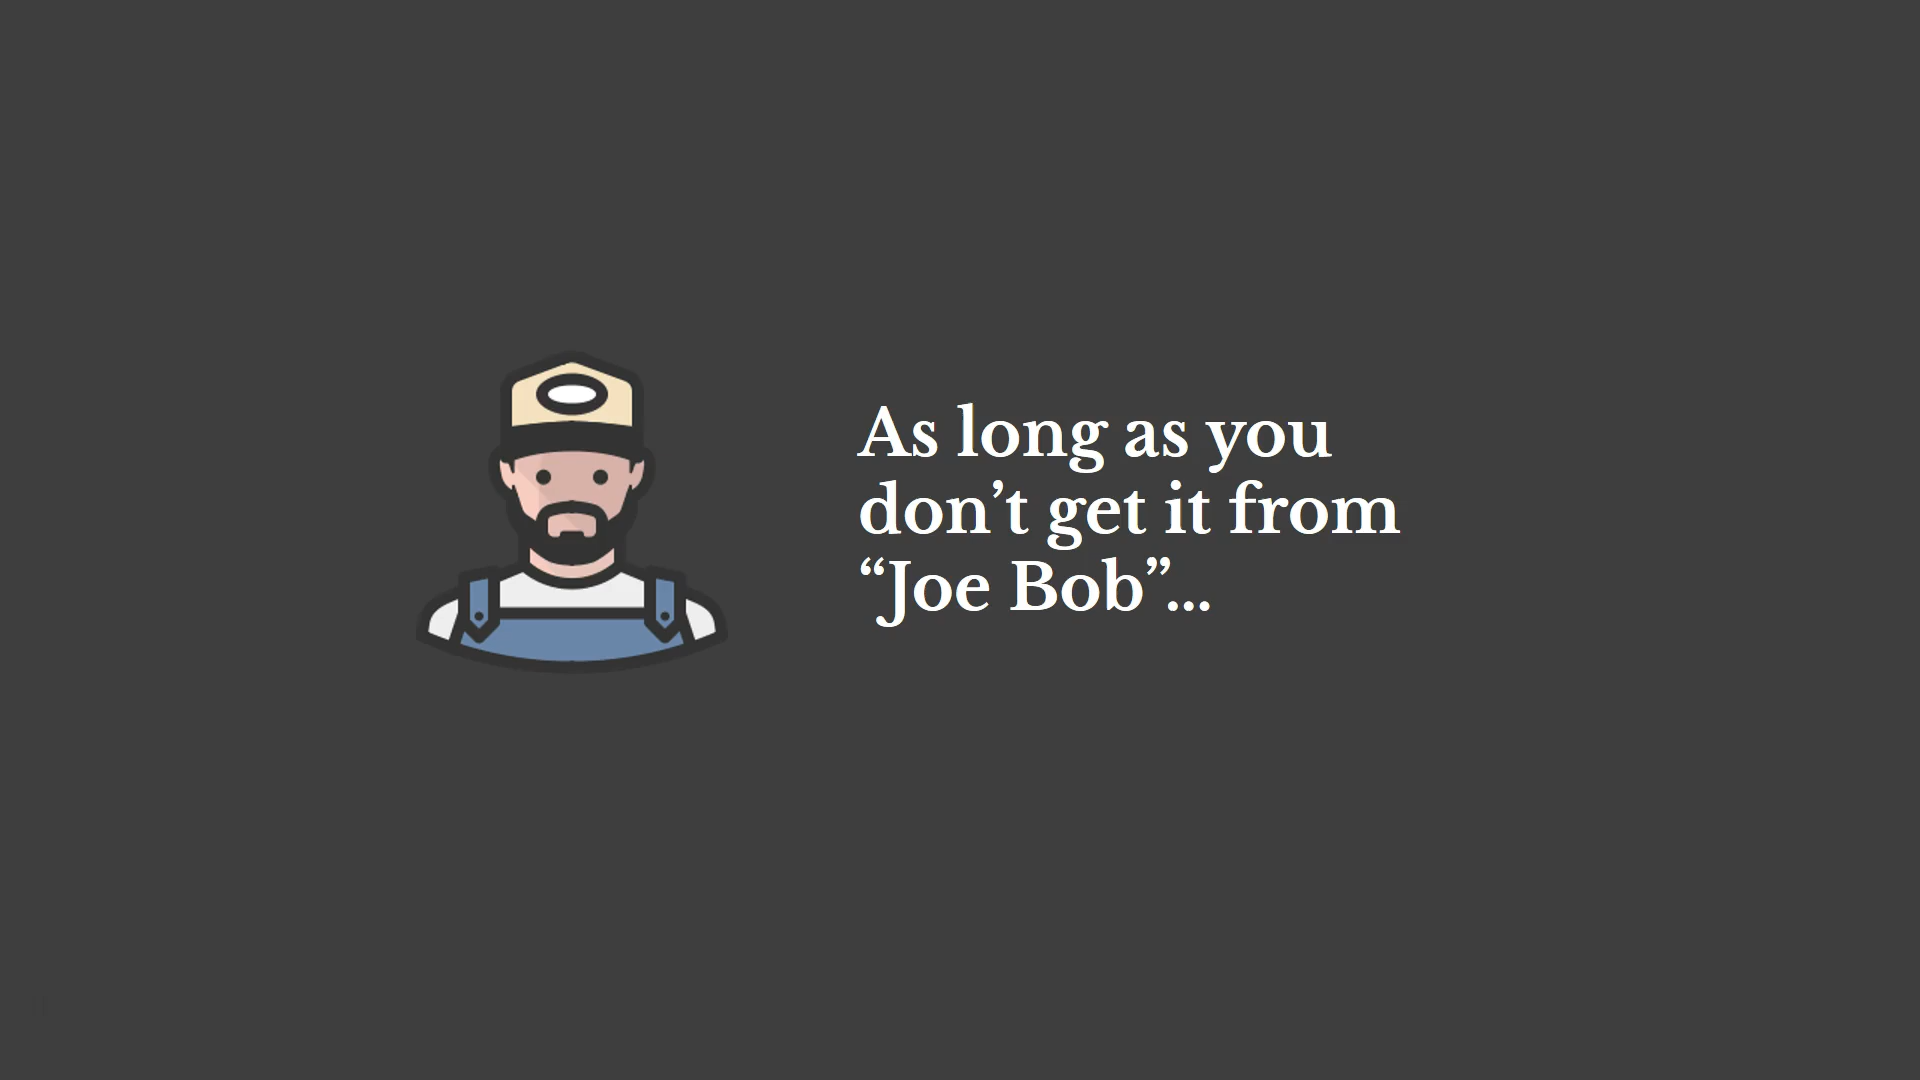 As long as you
don’t get it from
“Joe Bob”...